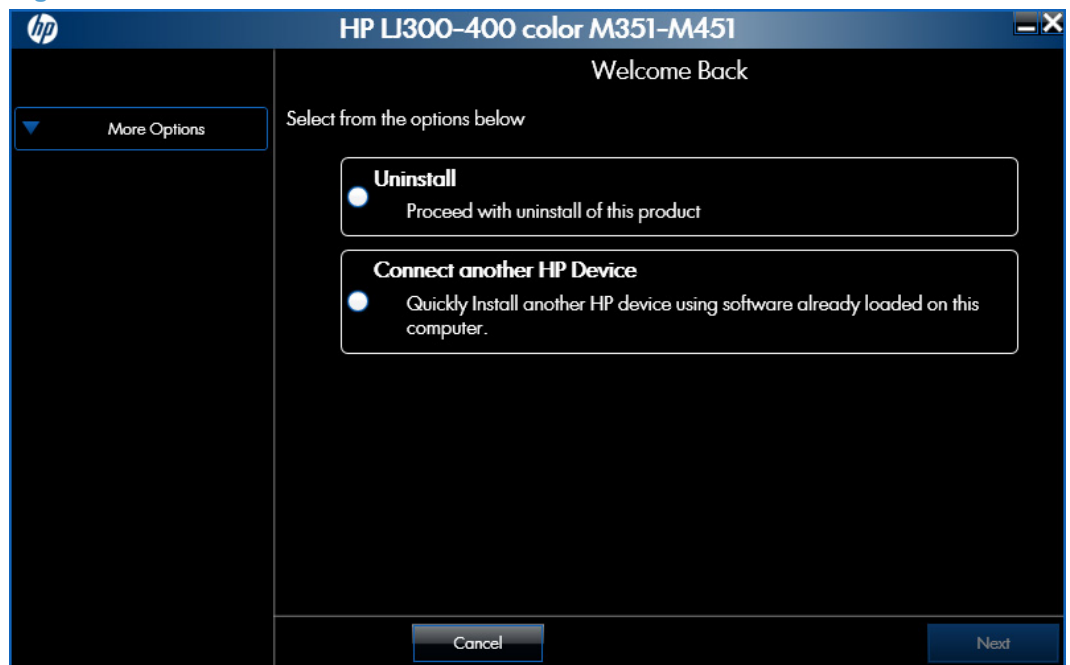 hp
HP LJ300-400 color M351-M451
Welcome Back
More Options
Select from the options below
Uninstall
Proceed with uninstall of this product
Connect another HP Device
Quickly Install another HP device using software already loaded on this
computer.
Cancel
Next